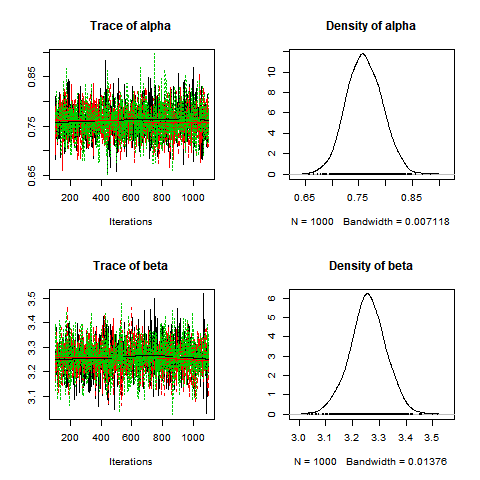 Trace of alpha
0.65 0.75 0.85
200 400 600 800 1000
Iterations
Density of alpha
0 2 4 6 8 10
0.65 0.75 0.85
N = 1000 Bandwidth = 0.007118
Trace of beta
3.1 3.2 3.3 3.4 3.5
200 400 600 800 1000
Iterations
Density of beta
0 1 2 3 4 5 6
3.0 3.1 3.2 3.3 3.4 3.5
N = 1000 Bandwidth = 0.01376